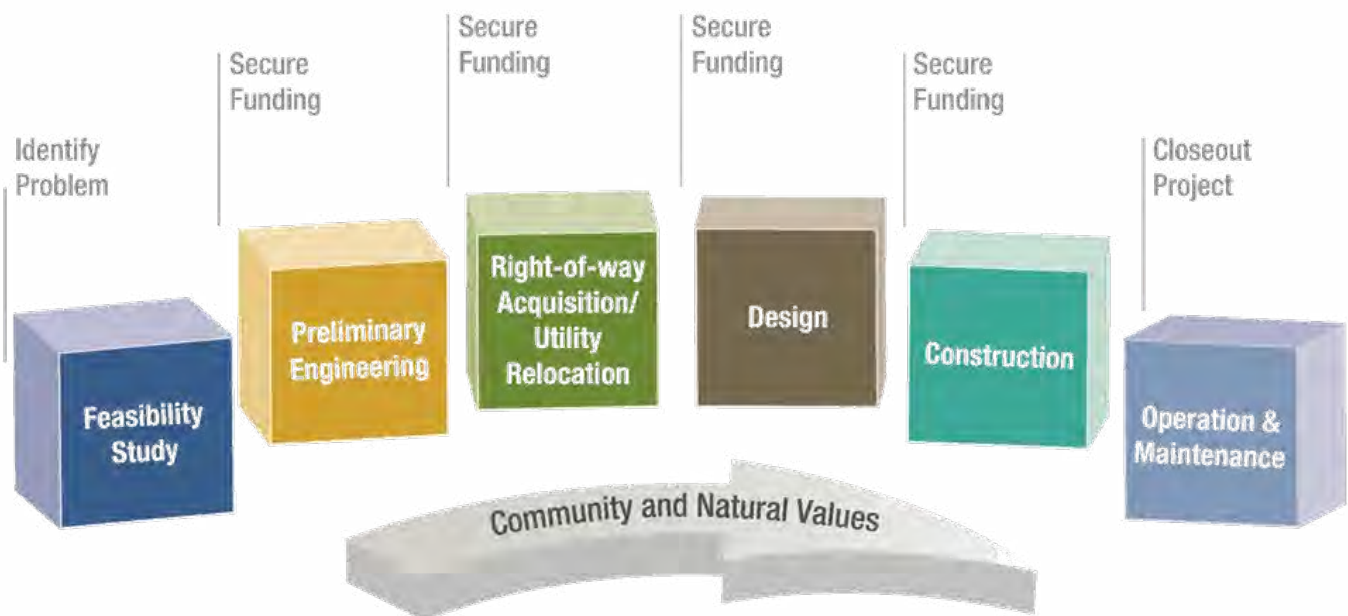 Identify
Problem
Secure
Funding
Secure
Funding
Secure
Funding
Secure
Funding
Closeout
Project
Feasibility
Study
Preliminary
Engineering
Right-of-way
Acquisition/
Utility
Relocation
Design
Construction
Operation &
Maintenance
Community and Natural Values